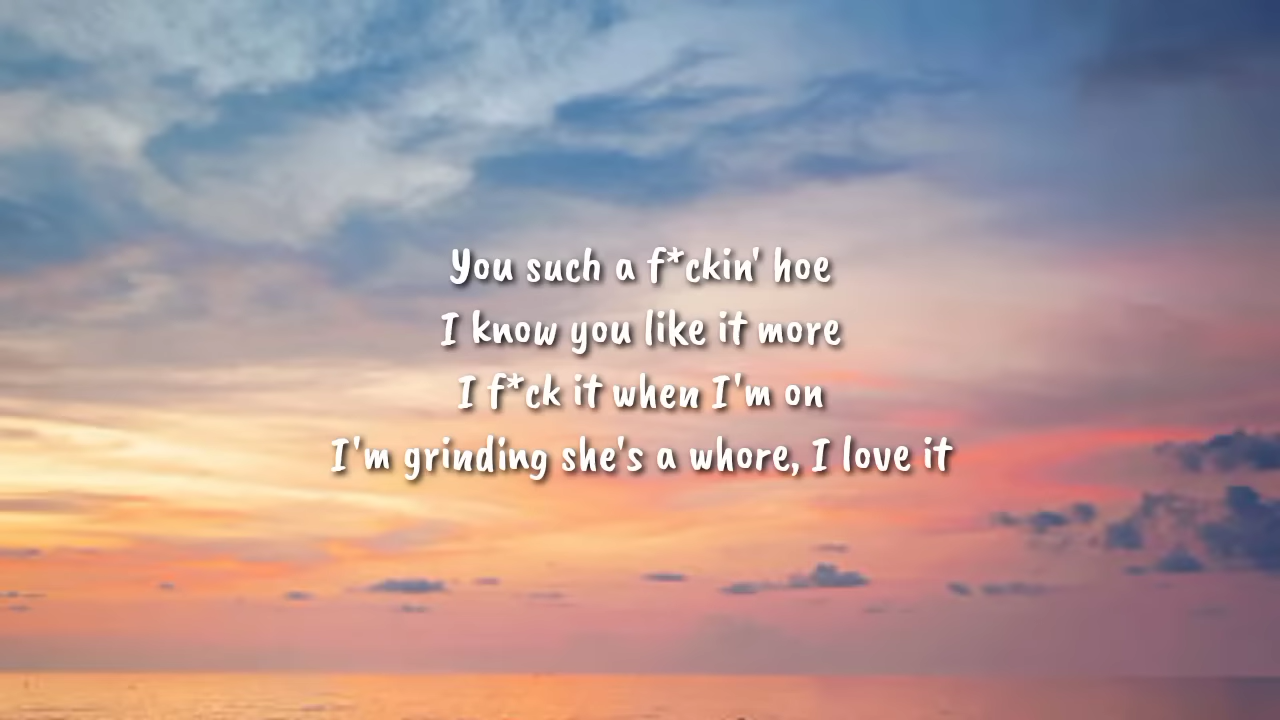 You such a f*ckin' hoe
I know you like it more
I f*ck it when I'm on
I'm grinding she's a whore, I love it